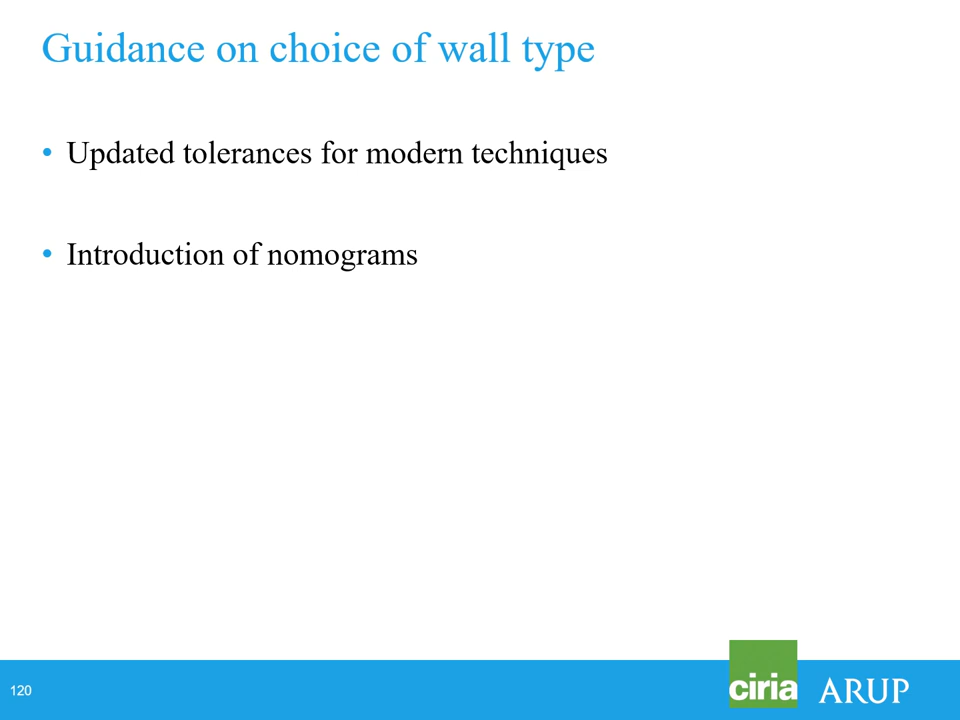 Guidance on choice of wall type
• Updated tolerances for modern techniques
• Introduction of nomograms
120
ciria
ARUP